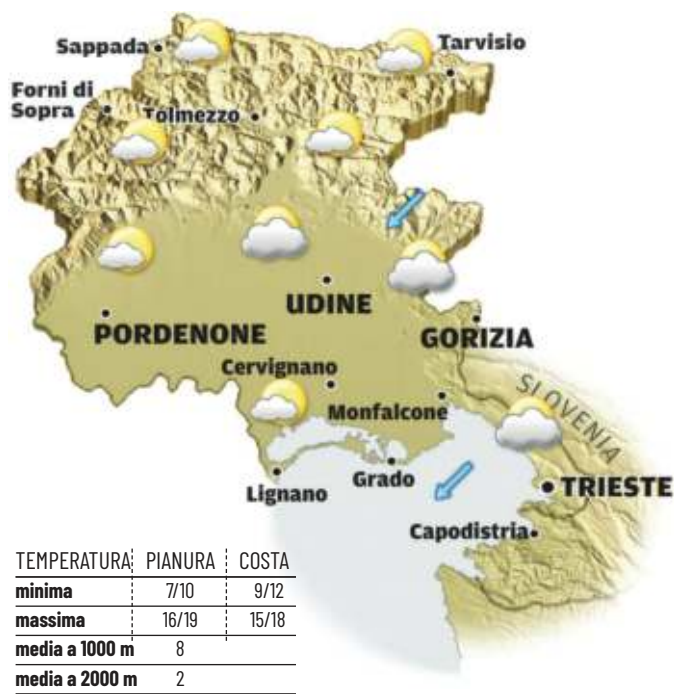 Sappada
Tarvisio
Forni di
Sopra
Tolmezzo
UDINE
PORDENONE
GORIZIA
Cervignano
SLOVENIA
Monfalcone
Grado
Lignano
TRIESTE
Capodistria
TEMPERATURA PIANURA COSTA
minima 7/10 9/12
massima 16/19 15/18
media a 1000 m 8
media a 2000 m 2